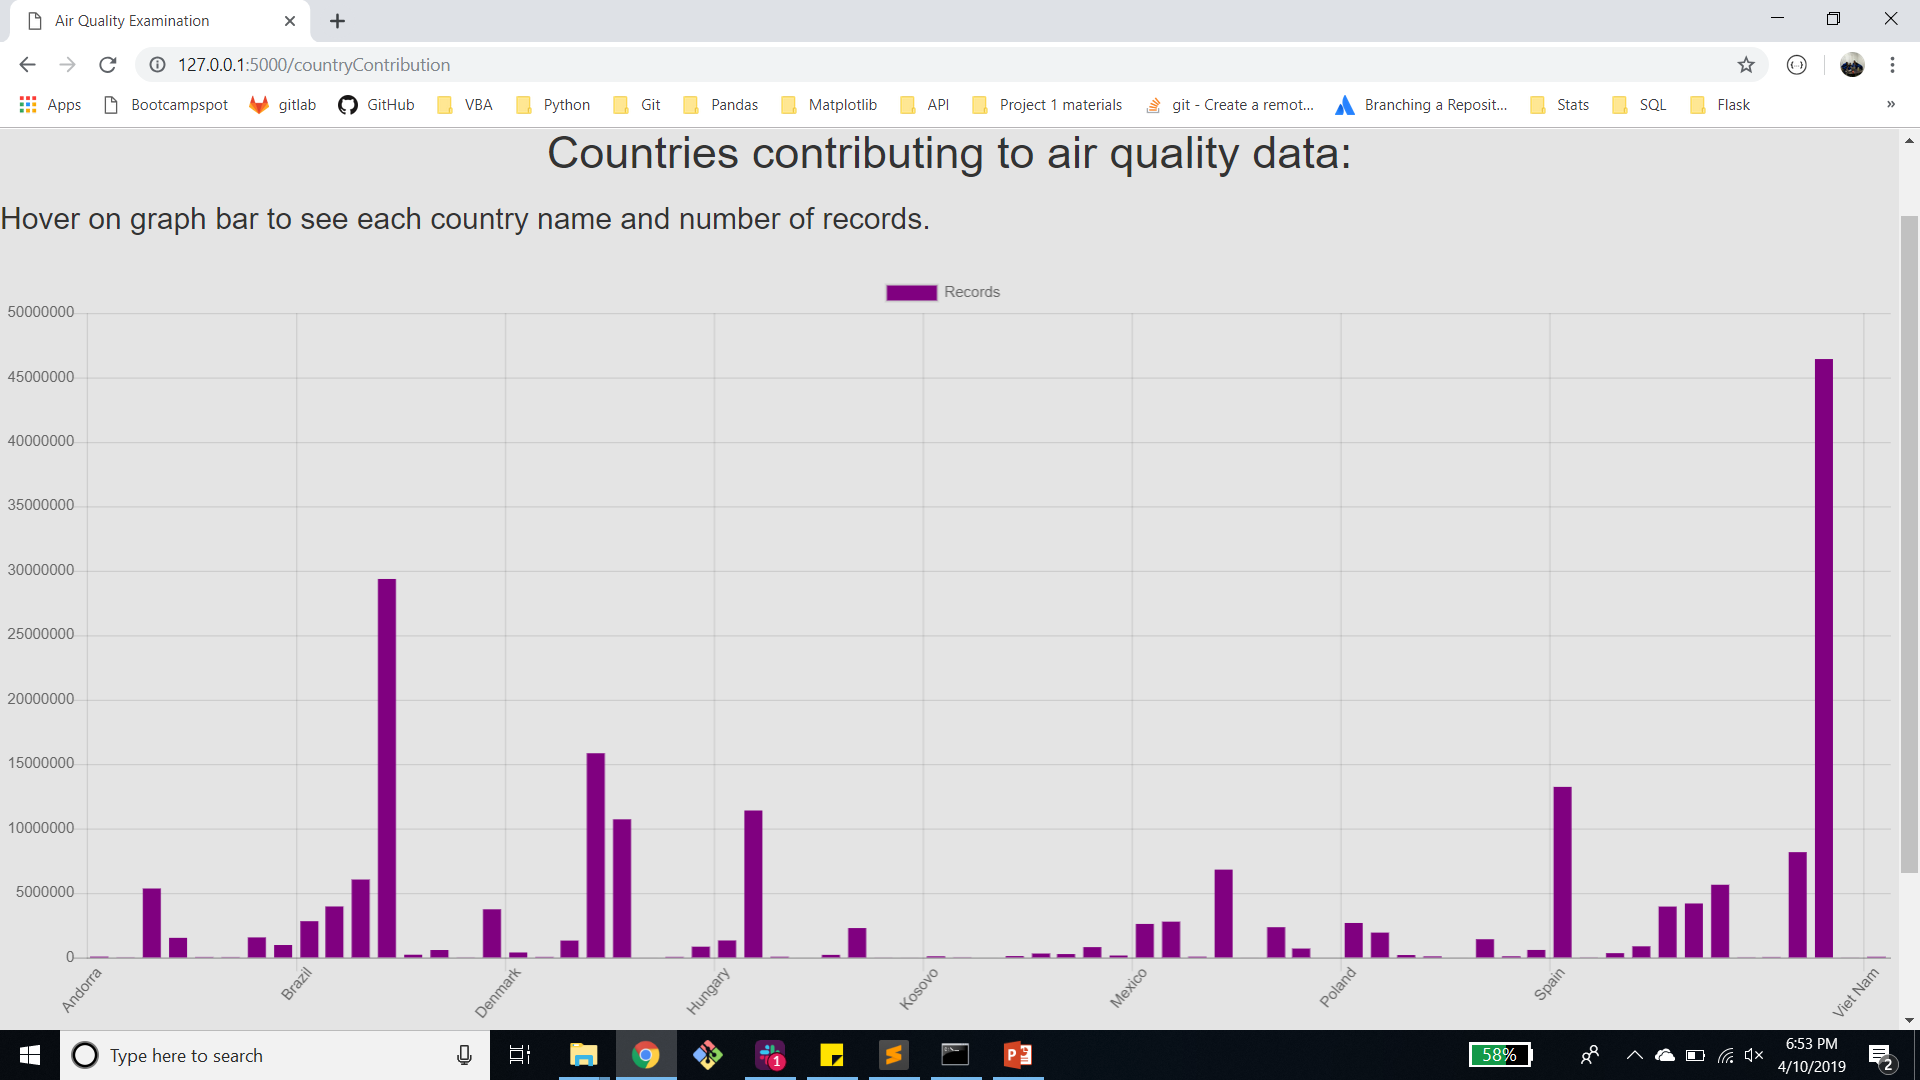 Air Quality Examination
127.0.0.1:5000/countryContribution
Apps Bootcampspot gitlab GitHub VBA Python Git Pandas Matplotlib API Project 1 materials git - Create a remot... Branching a Reposit... Stats SQL Flask »
Countries contributing to air quality data:
Hover on graph bar to see each country name and number of records.
Records
50000000
45000000
40000000
35000000
30000000
25000000
20000000
15000000
10000000
5000000
0
Andorra Brazil Denmark Hungary Kosovo Mexico Poland Spain Viet Nam
Type here to search
1
58%
6:53 PM
4/10/2019
2